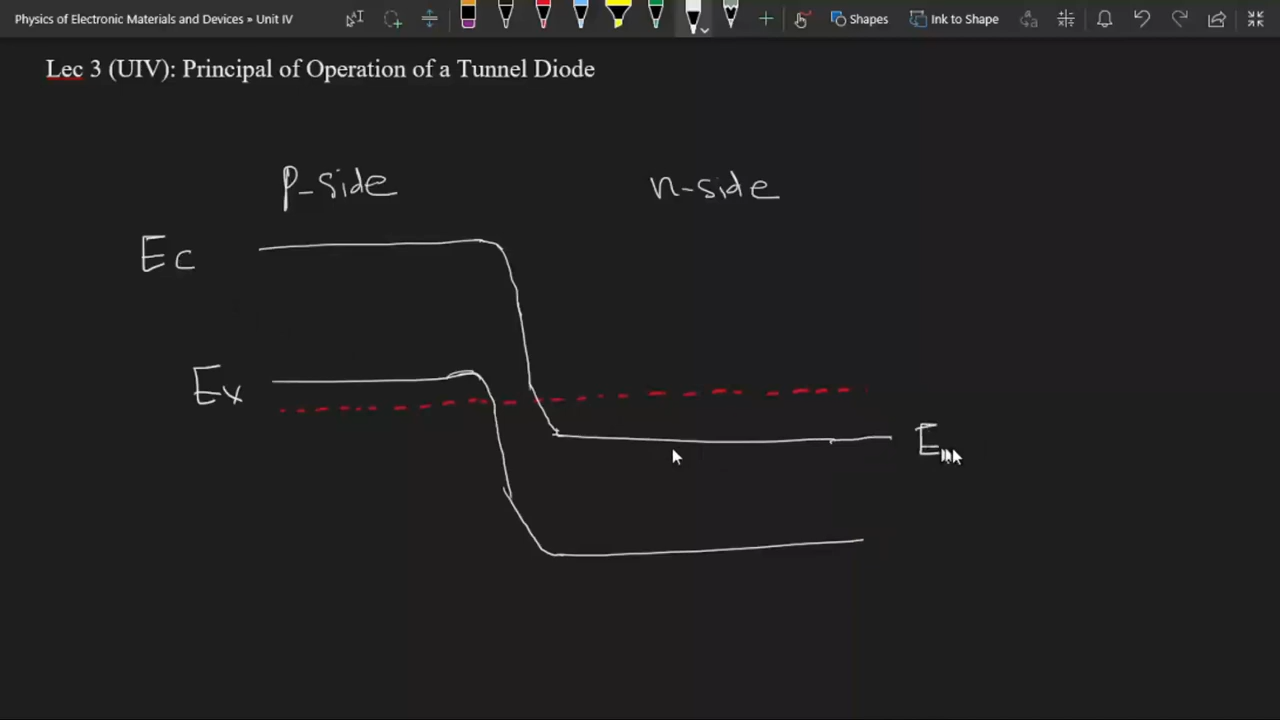 Physics of Electronic Materials and Devices » Unit IV
Shapes
Ink to Shape
Lec 3 (UIV): Principal of Operation of a Tunnel Diode
P-side
n-side
Ec
Ev
E